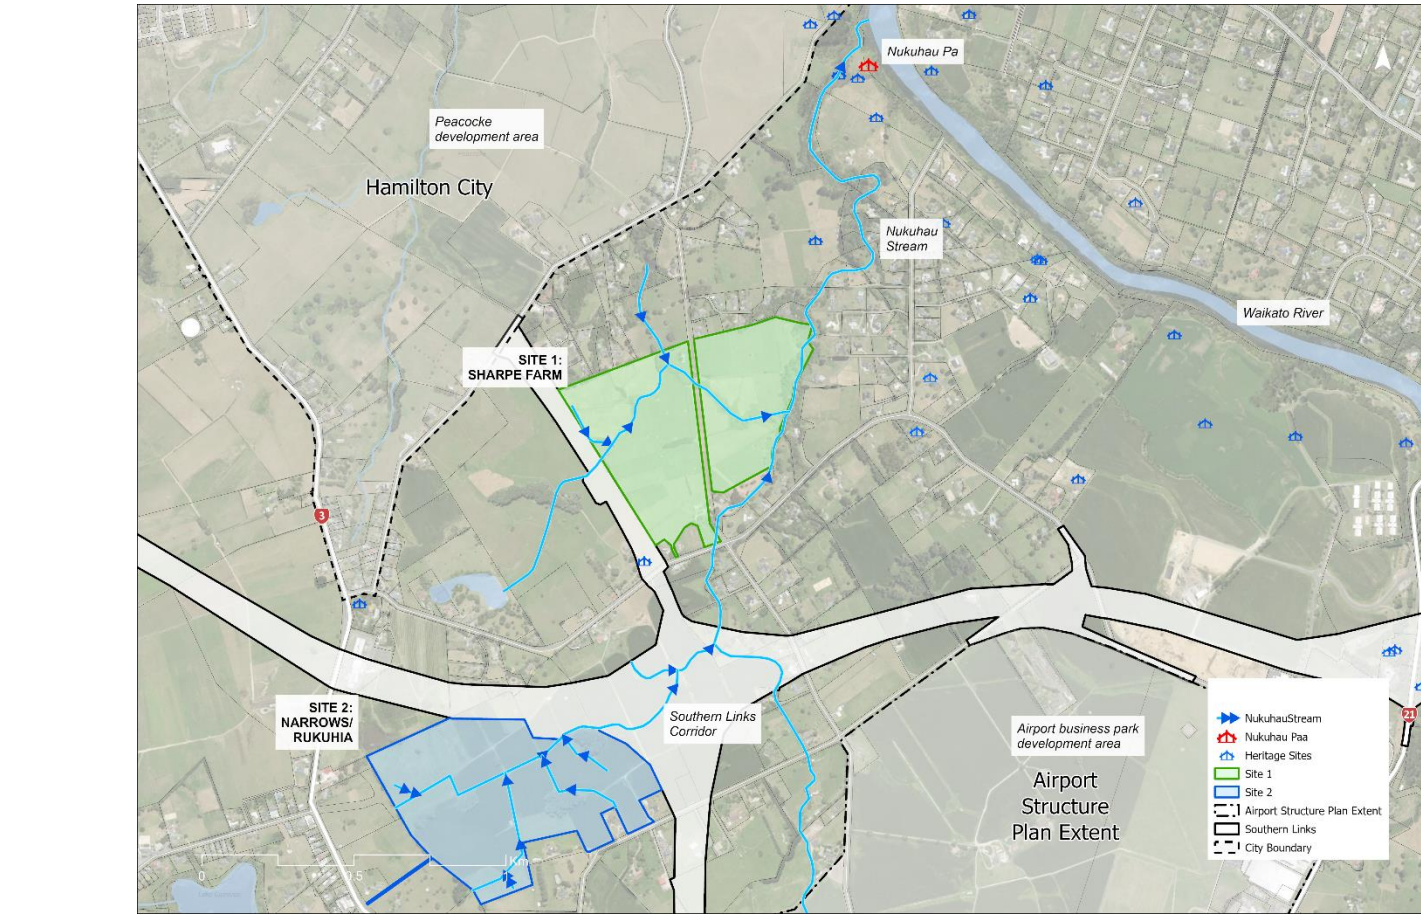 Nukuhau Pa
Peacocke
development area
Hamilton City
Nukuhau
Stream
Waikato River
SITE 1:
SHARPE FARM
3
SITE 2:
NARROWS/
RUKUHIA
Southern Links
Corridor
Airport business park
development area
Airport
Structure
Plan Extent
21
NukuhauStream
Nukuhau Paa
Heritage Sites
Site 1
Site 2
Airport Structure Plan Extent
Southern Links
City Boundary
Km
0
0.5